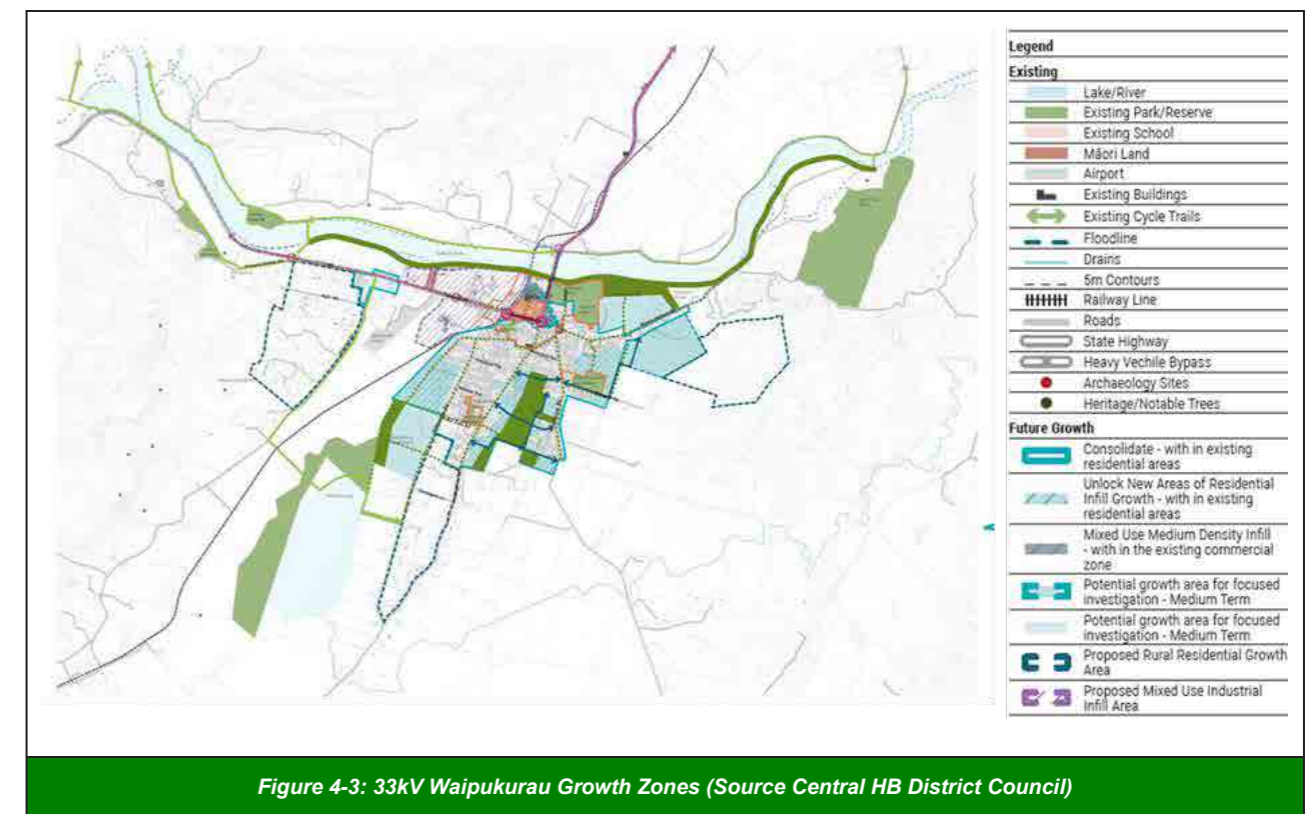 Legend
Existing
Lake/River
Existing Park/Reserve
Existing School
Māori Land
Airport
Existing Buildings
Existing Cycle Trails
Floodline
Drains
5m Contours
Railway Line
Roads
State Highway
Heavy Vechile Bypass
Archaeology Sites
Heritage/Notable Trees
Future Growth
Consolidate - with in existing
residential areas
Unlock New Areas of Residential
Infill Growth - with in existing
residential areas
Mixed Use Medium Density Infill
- with in the existing commercial
zone
Potential growth area for focused
investigation - Medium Term
Potential growth area for focused
investigation - Medium Term
Proposed Rural Residential Growth
Area
Proposed Mixed Use Industrial
Infill Area
Figure 4-3: 33kV Waipukurau Growth Zones (Source Central HB District Council)